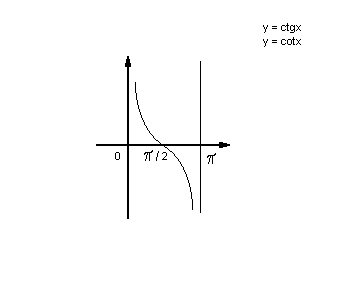 y = ctgx
y = cotx
0 π / 2 π